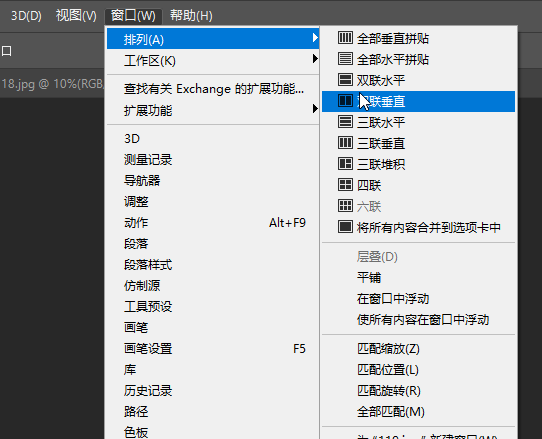 3D(D) 视图(V) 窗口(W) 帮助(H)
口
18.jpg @ 10%(RGB/
排列(A)
工作区(K)
查找有关 Exchange 的扩展功能...
扩展功能
3D
测量记录
导航器
调整
动作 Alt+F9
段落
段落样式
仿制源
工具预设
画笔
画笔设置 F5
库
历史记录
路径
色板
全部垂直拼贴
全部水平拼贴
双联水平
联垂直
三联水平
三联垂直
三联堆积
四联
六联
将所有内容合并到选项卡中
层叠(D)
平铺
在窗口中浮动
使所有内容在窗口中浮动
匹配缩放(Z)
匹配位置(L)
匹配旋转(R)
全部匹配(M)